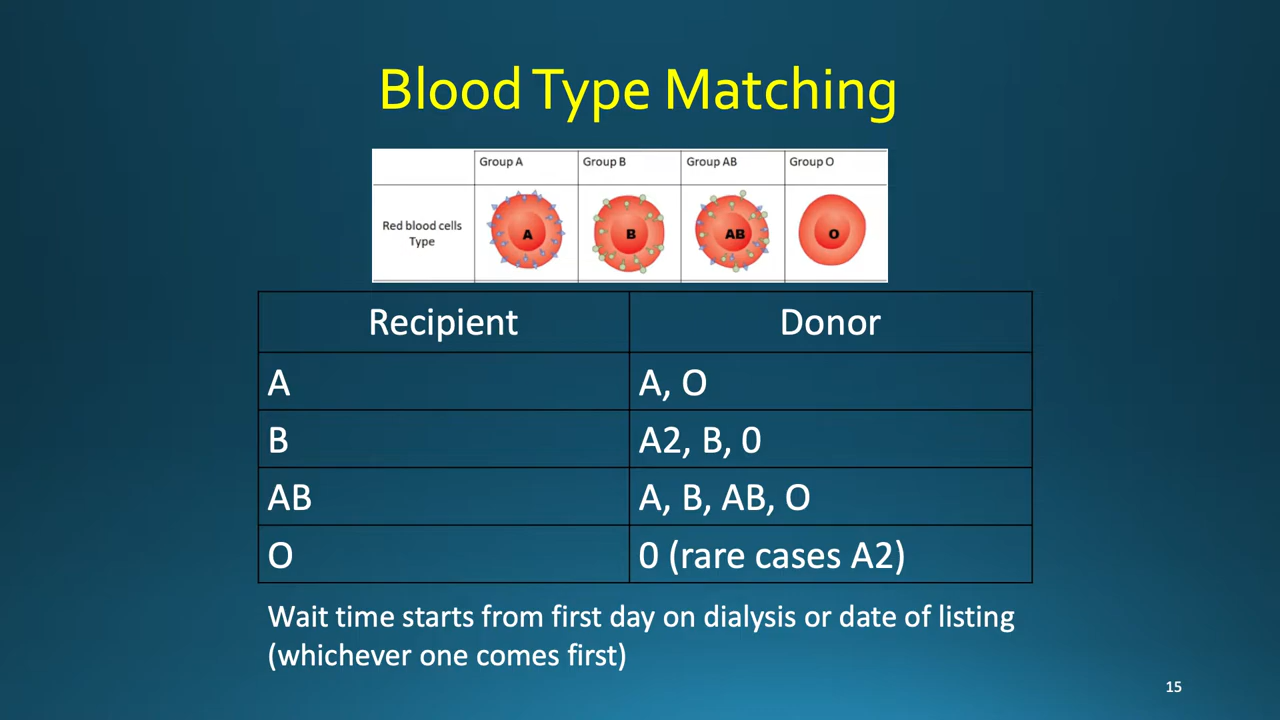 Blood Type Matching
Group A Group B Group AB Group O
Red blood cells
Type
A B AB O
Recipient Donor
A A, O
B A2, B, 0
AB A, B, AB, O
O 0 (rare cases A2)
Wait time starts from first day on dialysis or date of listing
(whichever one comes first)
15